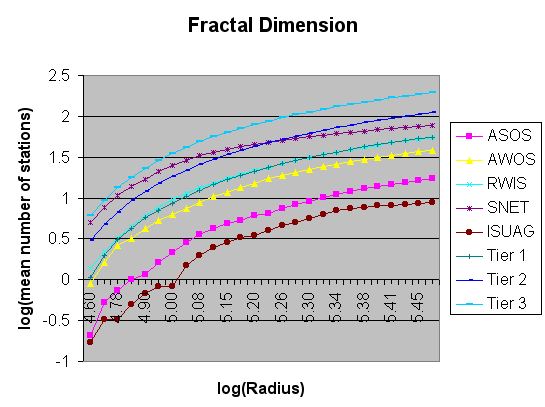 Fractal Dimension
log(mean number of stations)
2.5
2
1.5
1
0.5
0
-0.5
-1
4.60
4.78
4.90
5.00
5.08
5.15
5.20
5.26
5.30
5.34
5.38
5.41
5.45
log(Radius)
ASOS
AWOS
RWIS
SNET
ISUAG
Tier 1
Tier 2
Tier 3